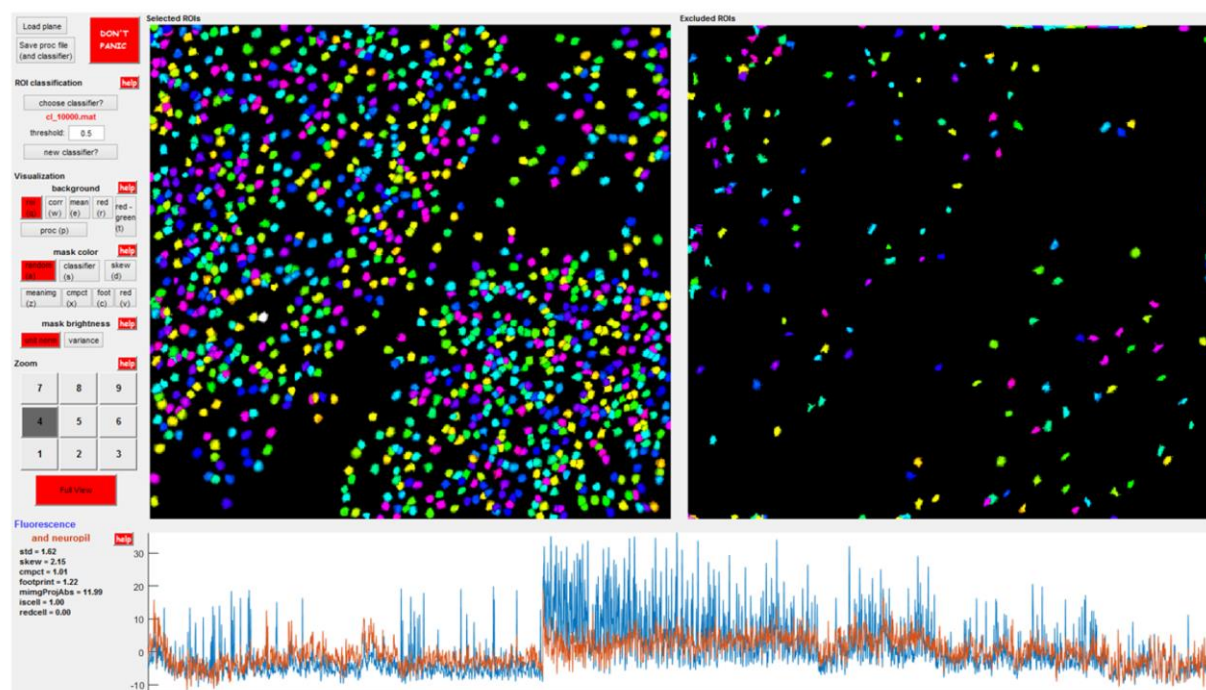 Load plane
Save proc file
(and classifier)
DON'T
PANIC
Selected ROIs
Excluded ROIs
ROI classification
help
choose classifier?
cl_10000.mat
threshold:
0.5
new classifier?
Visualization
background
help
corr
(w)
mean
(e)
red
(r)
red -
green
(t)
proc (p)
mask color
help
random
(a)
classifier
(s)
skew
(d)
meanimg
(z)
cmpct
(x)
foot
(c)
red
(v)
mask brightness
help
variance
Zoom
help
7 8 9
4 5 6
1 2 3
Full View
Fluorescence
and neuropil
help
std = 1.62
skew = 2.15
cmpct = 1.01
footprint = 1.22
mimgProjAbs = 11.99
iscell = 1.00
redcell = 0.00
30
20
10
0
-10